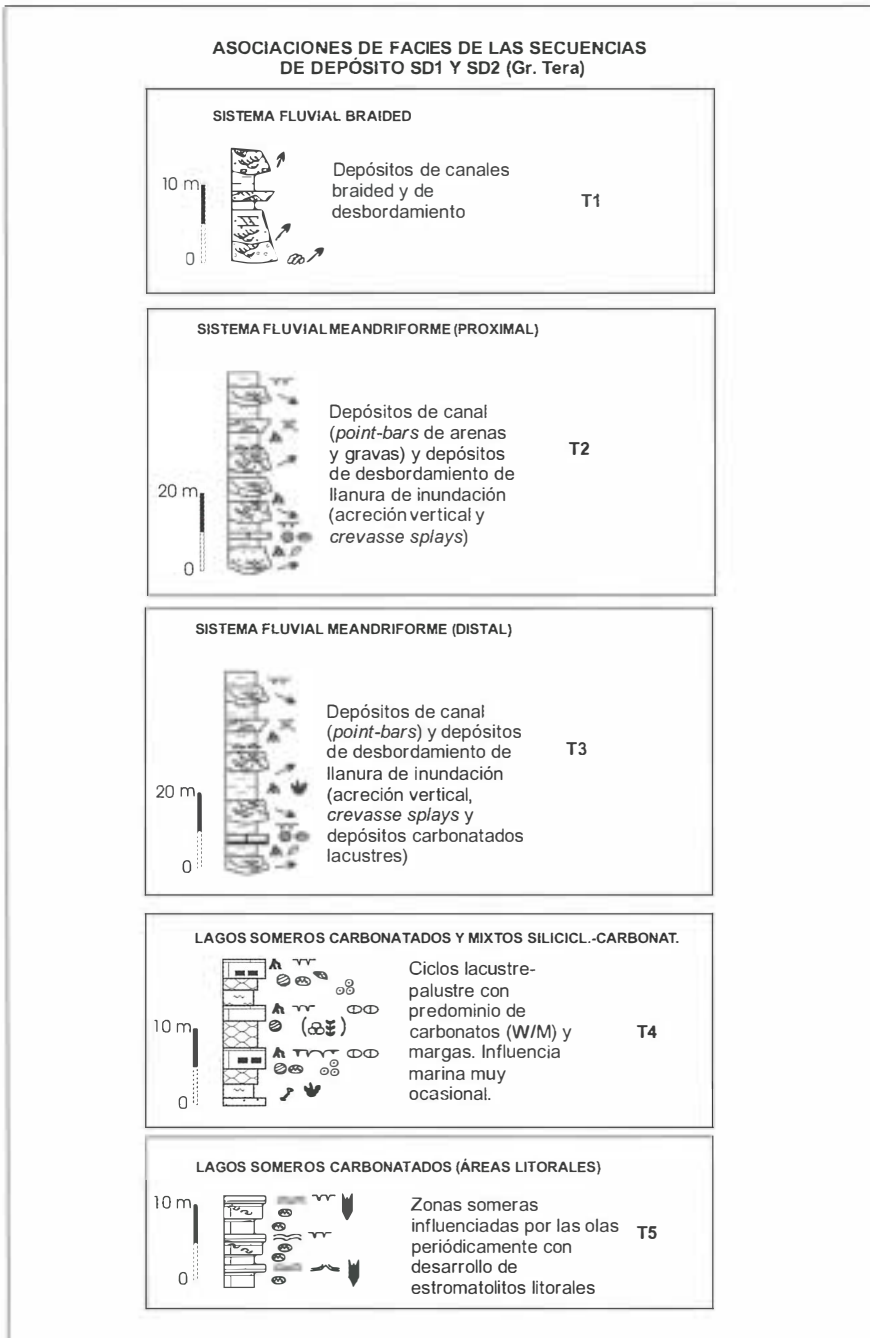 ASOCIACIONES DE FACIES DE LAS SECUENCIAS
DE DEPÓSITO SD1 Y SD2 (Gr. Tera)
SISTEMA FLUVIAL BRAIDED
10 m
0
Depósitos de canales
braided y de
desbordamiento
T1
SISTEMA FLUVIAL MEANDRIFORME (PROXIMAL)
20 m
0
Depósitos de canal
(point-bars de arenas
y gravas) y depósitos
de desbordamiento de
llanura de inundación
(acreción vertical y
crevasse splays)
T2
SISTEMA FLUVIAL MEANDRIFORME (DISTAL)
20 m
0
Depósitos de canal
(point-bars) y depósitos
de desbordamiento de
llanura de inundación
(acreción vertical,
crevasse splays y
depósitos carbonatados
lacustres)
T3
LAGOS SOMEROS CARBONATADOS Y MIXTOS SILICICL.-CARBONAT.
10 m
0
Ciclos lacustre-
palustre con
predominio de
carbonatos (W/M) y
margas. Influencia
marina muy
ocasional.
T4
LAGOS SOMEROS CARBONATADOS (ÁREAS LITORALES)
10 m
0
Zonas someras
influenciadas por las olas
periódicamente con
desarrollo de
estromatolitos litorales
T5